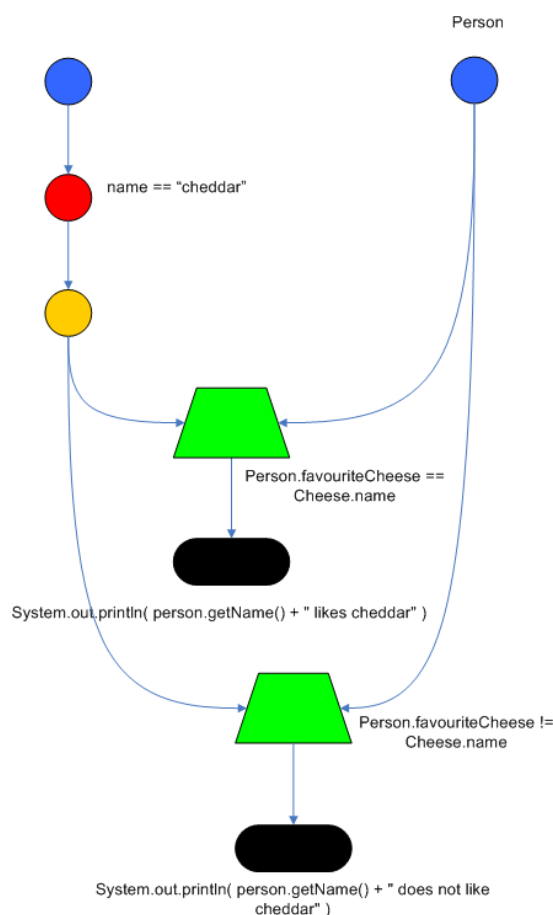 Person
name == “cheddar”
Person.favouriteCheese ==
Cheese.name
System.out.println( person.getName() + " likes cheddar" )
Person.favouriteCheese !=
Cheese.name
System.out.println( person.getName() + " does not like
cheddar" )